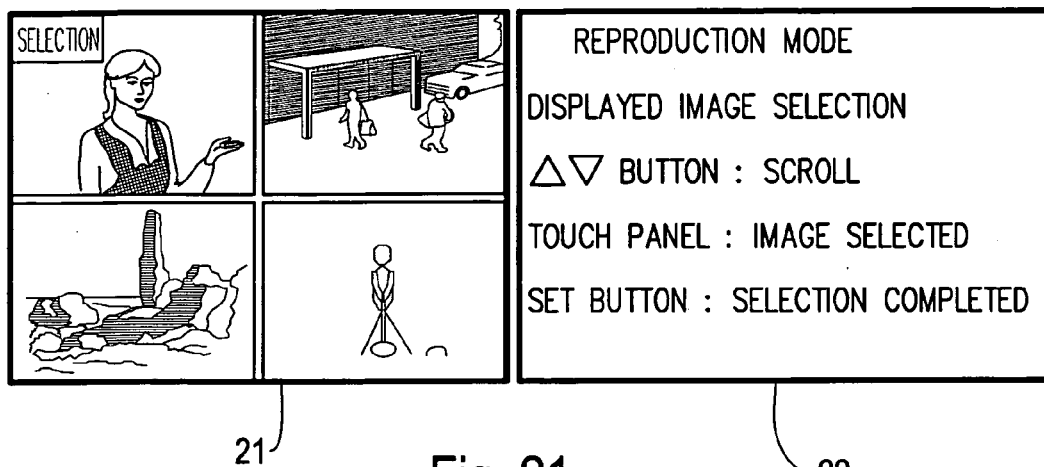 SELECTION
REPRODUCTION MODE
DISPLAYED IMAGE SELECTION
△▽ BUTTON : SCROLL
TOUCH PANEL : IMAGE SELECTED
SET BUTTON : SELECTION COMPLETED
21